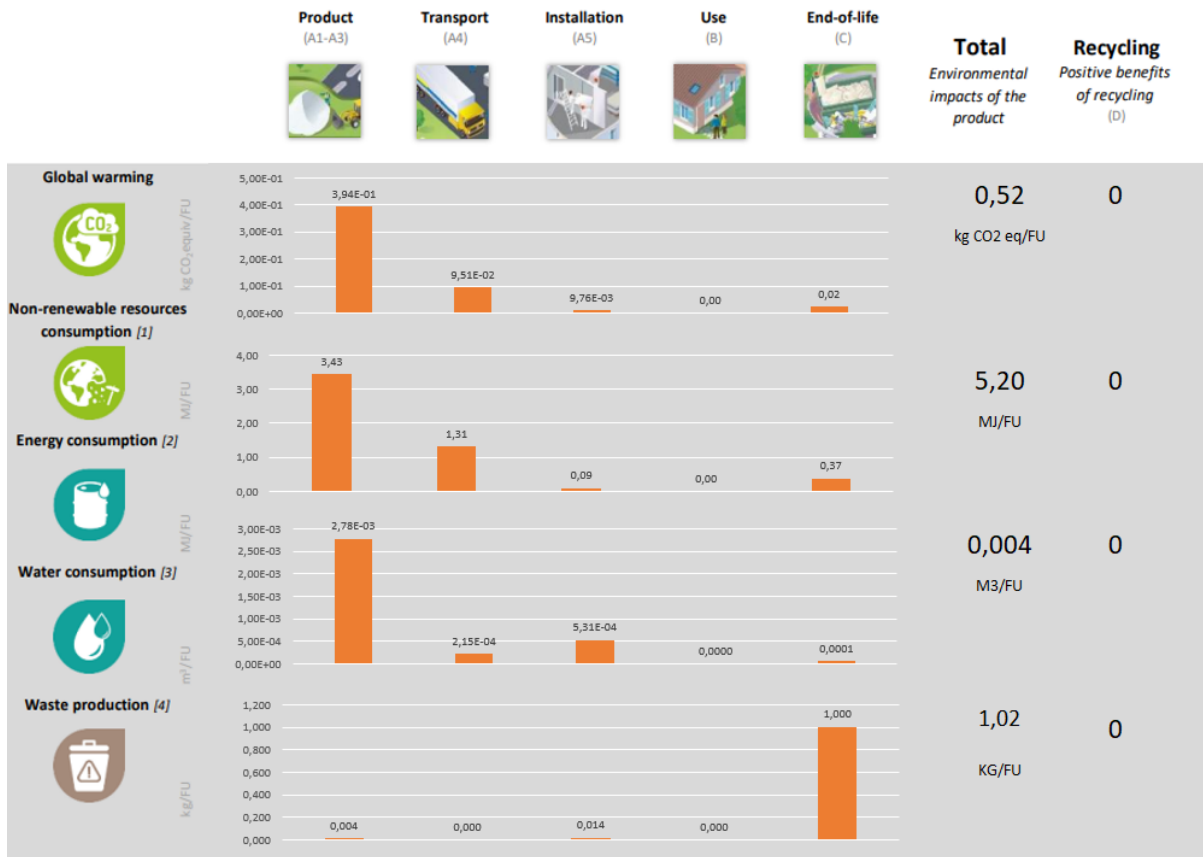 Product
(A1-A3)
Transport
(A4)
Installation
(A5)
Use
(B)
End-of-life
(C)
Total
Environmental
impacts of the
product
Recycling
Positive benefits
of recycling
(D)
Global warming
CO₂
kg CO₂equiv/FU
5,00E-01
4,00E-01
3,00E-01
2,00E-01
1,00E-01
0,00E+00
3,94E-01
9,51E-02
9,76E-03
0,00
0,02
0,52
kg CO2 eq/FU
0
Non-renewable resources
consumption [1]
MJ/FU
4,00
3,00
2,00
1,00
0,00
3,43
1,31
0,09
0,00
0,37
5,20
MJ/FU
0
Energy consumption [2]
MJ/FU
3,00E-03
2,50E-03
2,00E-03
1,50E-03
1,00E-03
5,00E-04
0,00E+00
2,78E-03
2,15E-04
5,31E-04
0,0000
0,0001
0,004
M3/FU
0
Water consumption [3]
m³/FU
Waste production [4]
kg/FU
1,200
1,000
0,800
0,600
0,400
0,200
0,000
0,004
0,000
0,014
0,000
1,000
1,02
KG/FU
0